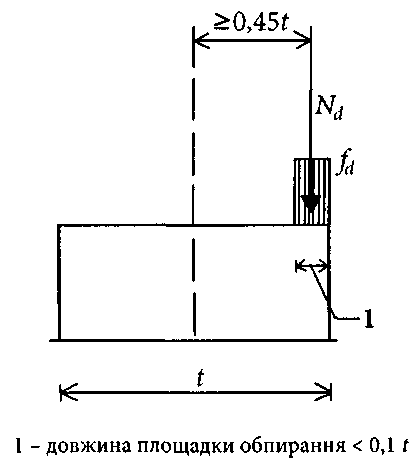 ≥0,45t
N_d
f_d
1
t
1 – довжина площадки обпирання < 0,1 t